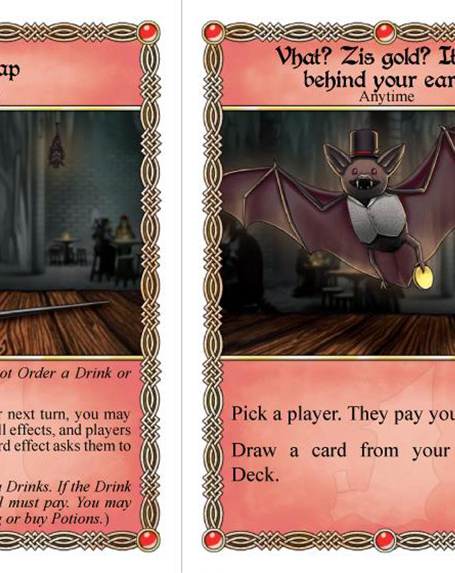 ap
ot Order a Drink or
r next turn, you may
ll effects, and players
rd effect asks them to
Drinks. If the Drink
must pay. You may
or buy Potions.)
Vhat? Zis gold? It
behind your ear
Anytime
Pick a player. They pay you
Draw a card from your
Deck.